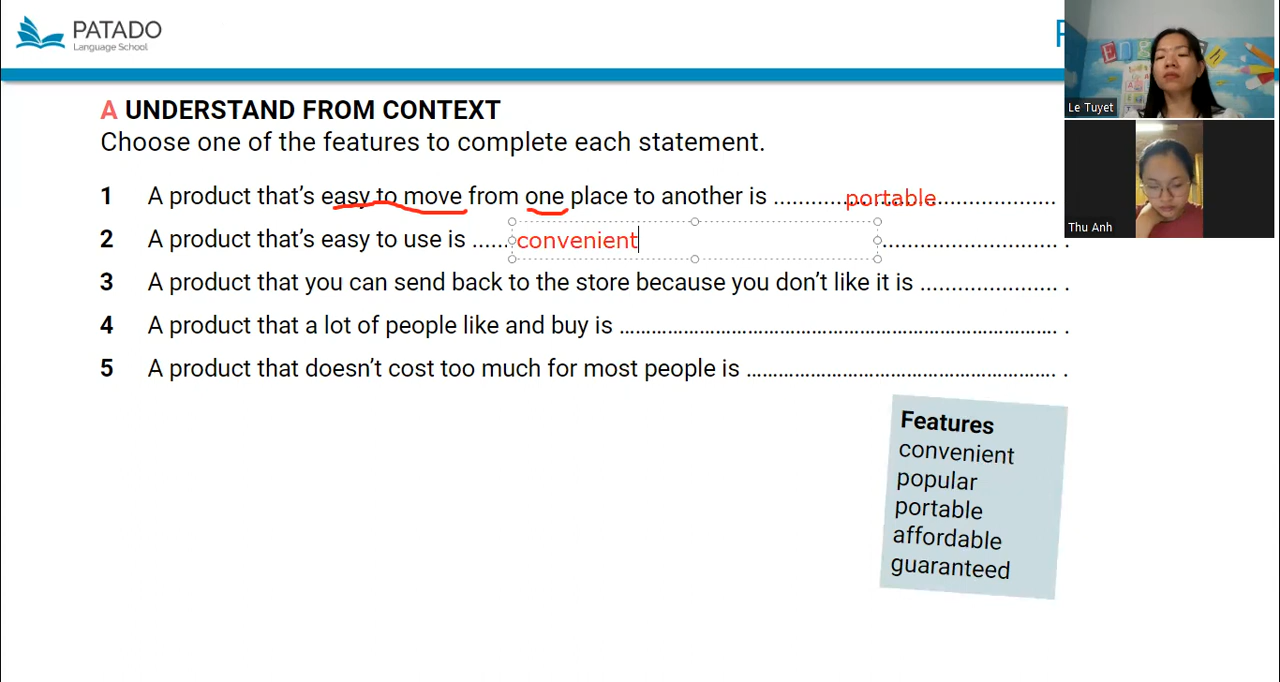 PATADO
Language School
Le Tuyet
Thu Anh
A UNDERSTAND FROM CONTEXT
Choose one of the features to complete each statement.
1 A product that's easy to move from one place to another is .............portable...................
2 A product that's easy to use is ......convenient............................ .
3 A product that you can send back to the store because you don't like it is ...................... .
4 A product that a lot of people like and buy is ...................................................................... .
5 A product that doesn't cost too much for most people is ................................................. .
Features
convenient
popular
portable
affordable
guaranteed